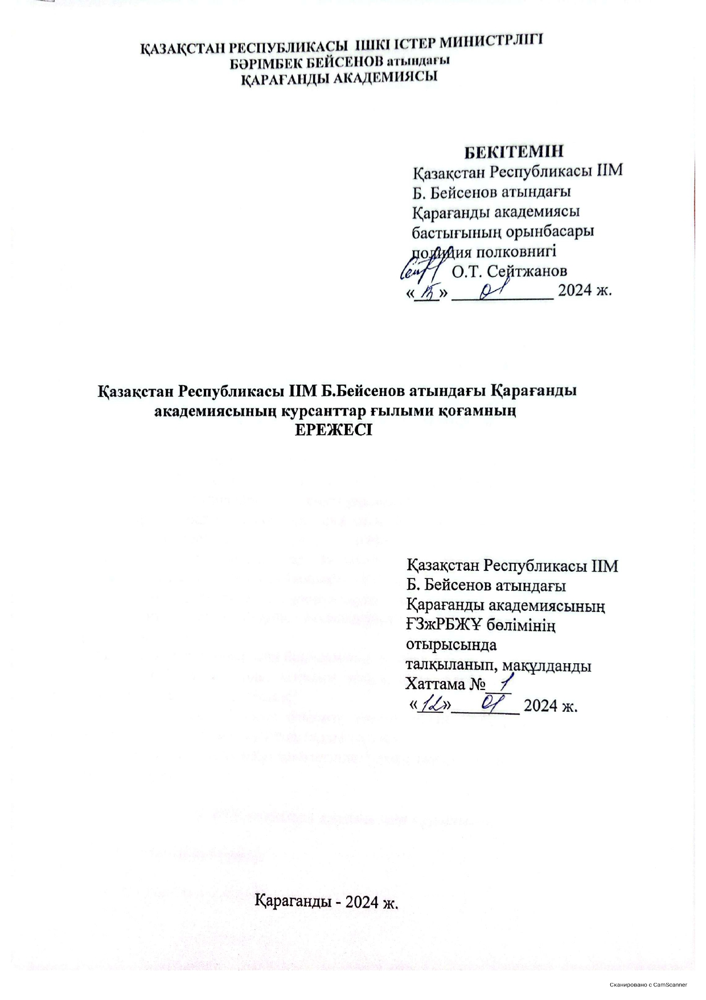 ҚАЗАҚСТАН РЕСПУБЛИКАСЫ ІШКІ ІСТЕР МИНИСТРЛІГІ
БӘРІМБЕК БЕЙСЕНОВ атындағы
ҚАРАҒАНДЫ АКАДЕМИЯСЫ
БЕКІТЕМІН
Қазақстан Республикасы ІІМ
Б. Бейсенов атындағы
Қарағанды академиясы
бастығының орынбасары
полиция полковнигі
О.Т. Сейтжанов
«15» 01 2024 ж.
Қазақстан Республикасы ІІМ Б.Бейсенов атындағы Қарағанды
академиясының курсанттар ғылыми қоғамның
ЕРЕЖЕСІ
Қазақстан Республикасы ІІМ
Б. Бейсенов атындағы
Қарағанды академиясының
ҒЗжРБЖҰ бөлімінің
отырысында
талқыланып, мақұлданды
Хаттама № 1
«12» 01 2024 ж.
Қараганды - 2024 ж.
Сканировано с CamScanner